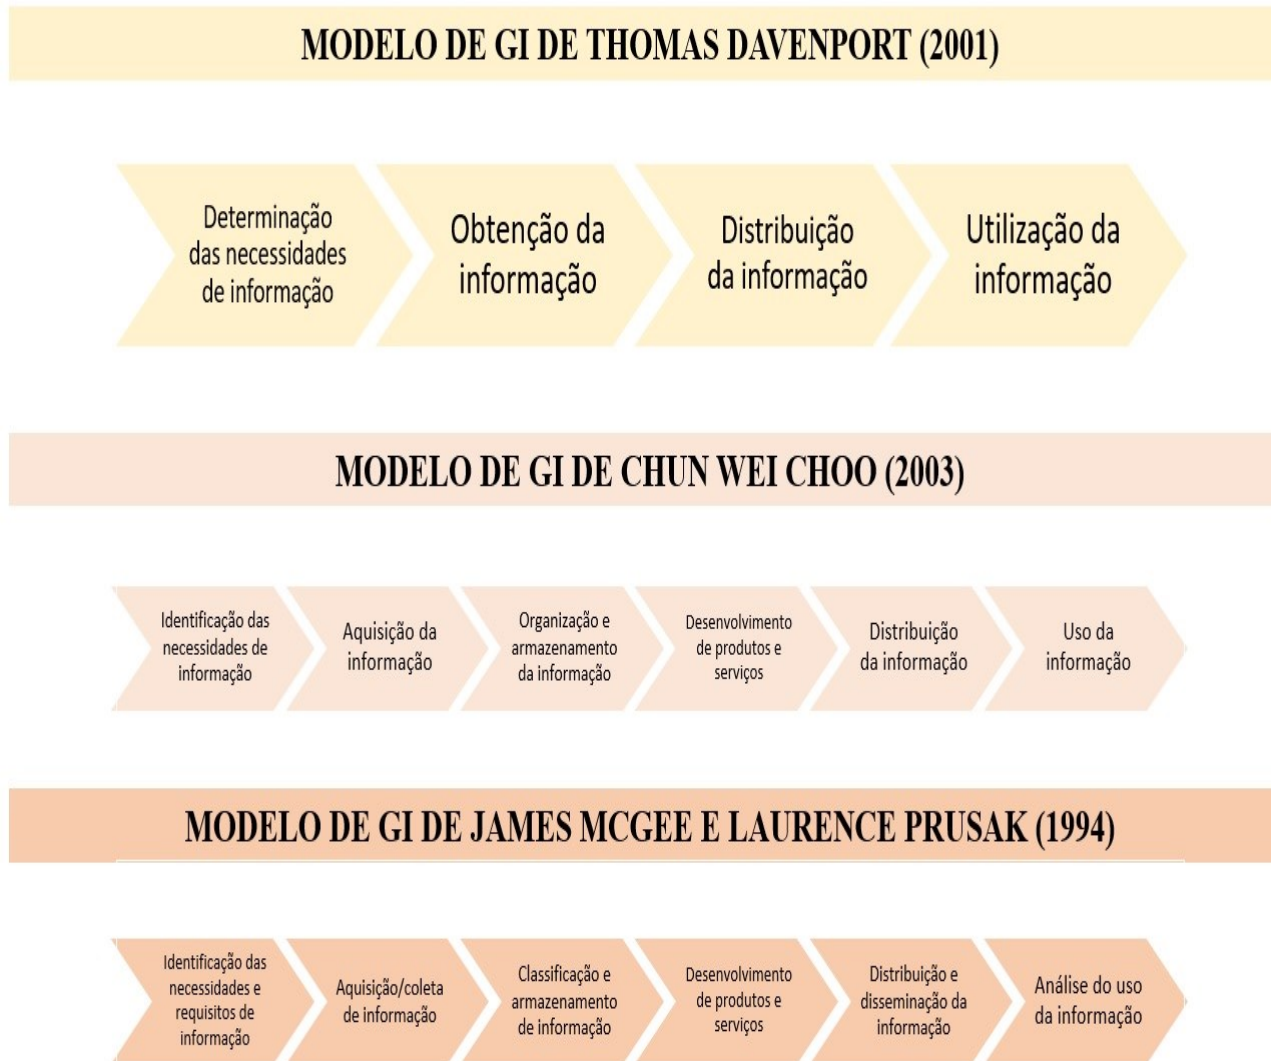 MODELO DE GI DE THOMAS DAVENPORT (2001)
Determinação
das necessidades
de informação
Obtenção da
informação
Distribuição
da informação
Utilização da
informação
MODELO DE GI DE CHUN WEI CHOO (2003)
Identificação das
necessidades de
informação
Aquisição da
informação
Organização e
armazenamento
da informação
Desenvolvimento
de produtos e
serviços
Distribuição
da informação
Uso da
informação
MODELO DE GI DE JAMES MCGEE E LAURENCE PRUSAK (1994)
Identificação das
necessidades e
requisitos de
informação
Aquisição/coleta
de informação
Classificação e
armazenamento
de informação
Desenvolvimento
de produtos e
serviços
Distribuição e
disseminação da
informação
Análise do uso
da informação